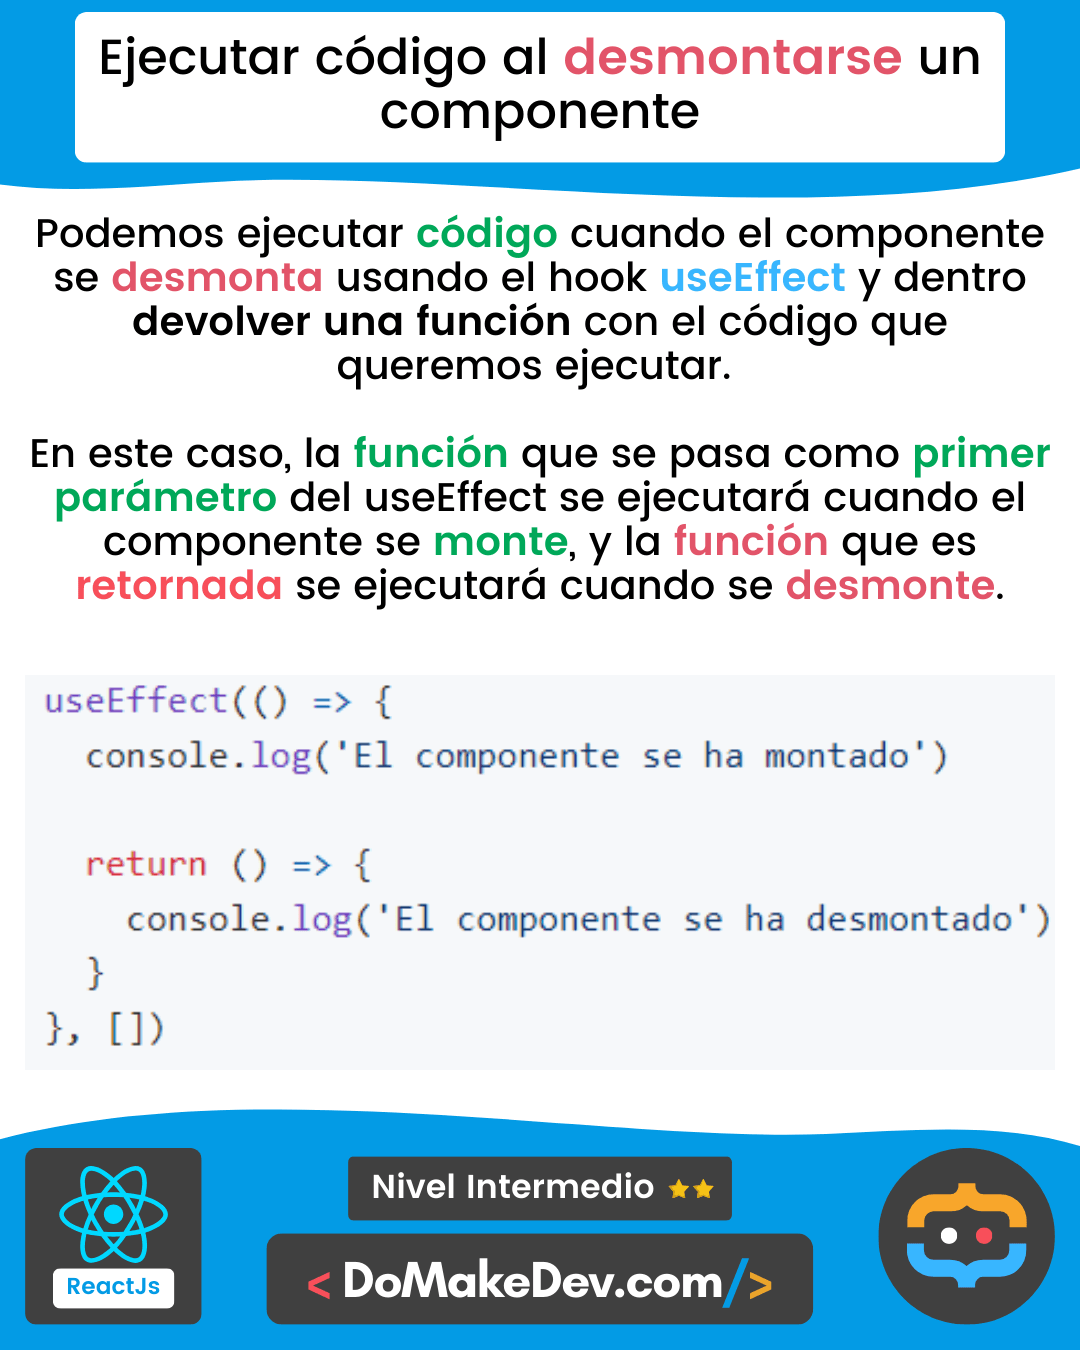 Ejecutar código al desmontarse un
componente
Podemos ejecutar código cuando el componente
se desmonta usando el hook useEffect y dentro
devolver una función con el código que
queremos ejecutar.
En este caso, la función que se pasa como primer
parámetro del useEffect se ejecutará cuando el
componente se monte, y la función que es
retornada se ejecutará cuando se desmonte.
useEffect(() => {
  console.log('El componente se ha montado')
  return () => {
    console.log('El componente se ha desmontado')
  }
}, [])
Nivel Intermedio
ReactJs
< DoMakeDev.com/>